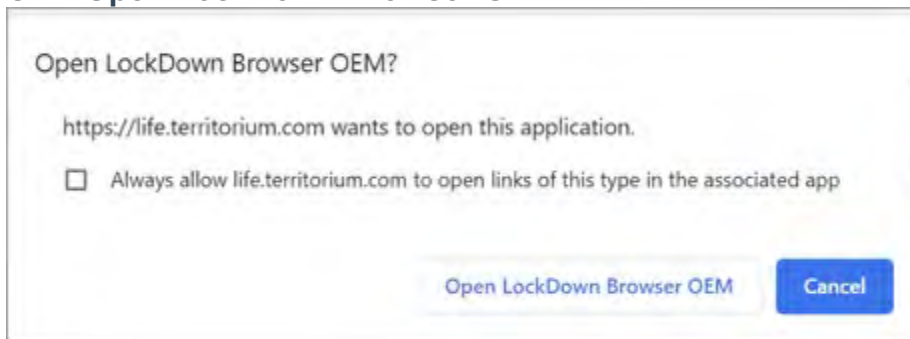 Open LockDown Browser OEM?
https://life.territorium.com wants to open this application.
Always allow life.territorium.com to open links of this type in the associated app
Open LockDown Browser OEM
Cancel